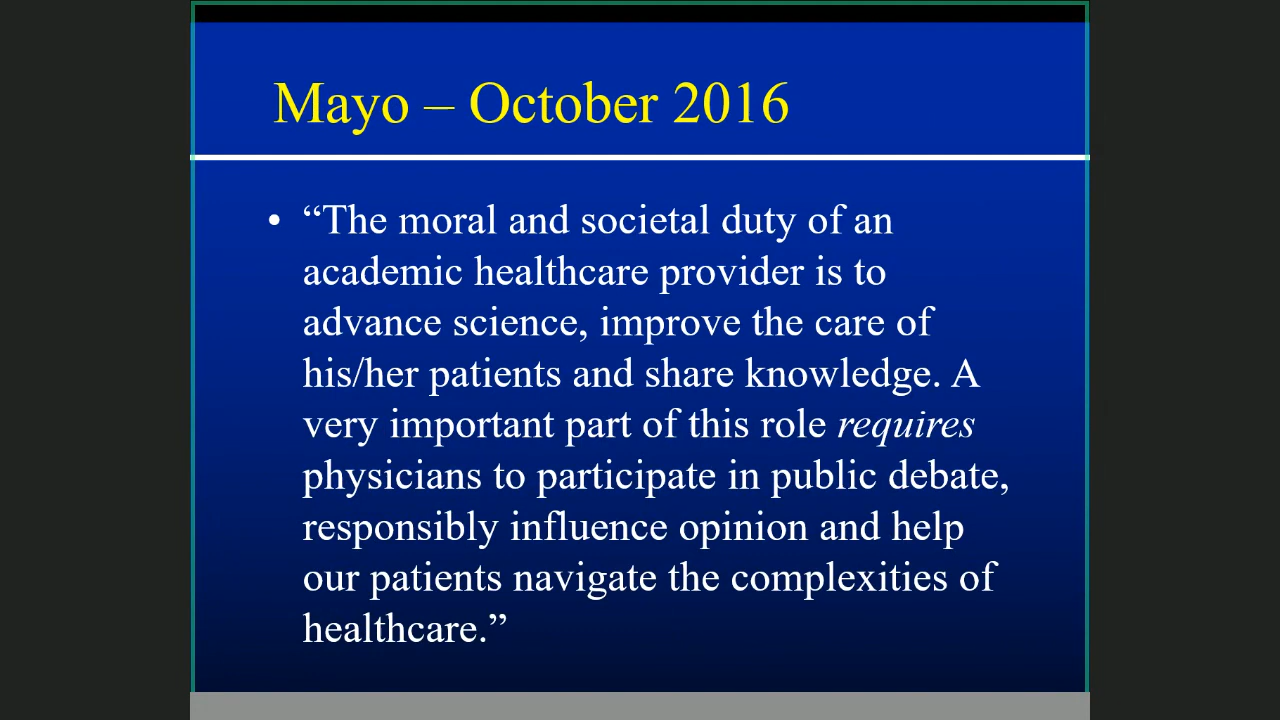 Mayo – October 2016
• “The moral and societal duty of an
academic healthcare provider is to
advance science, improve the care of
his/her patients and share knowledge. A
very important part of this role requires
physicians to participate in public debate,
responsibly influence opinion and help
our patients navigate the complexities of
healthcare.”